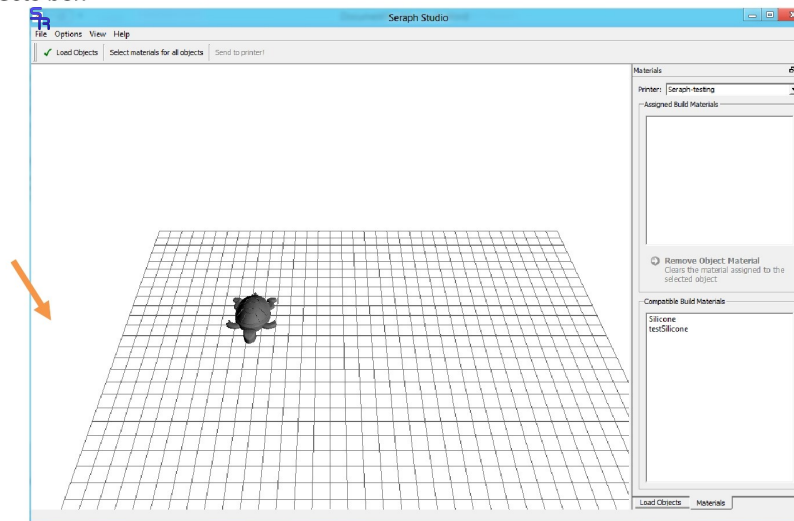 Seraph Studio
SR
File Options View Help
Load Objects Select materials for all objects Send to printer!
Materials
Printer: Seraph-testing
Assigned Build Materials
Remove Object Material
Clears the material assigned to the
selected object
Compatible Build Materials
Silicone
testSilicone
Load Objects Materials